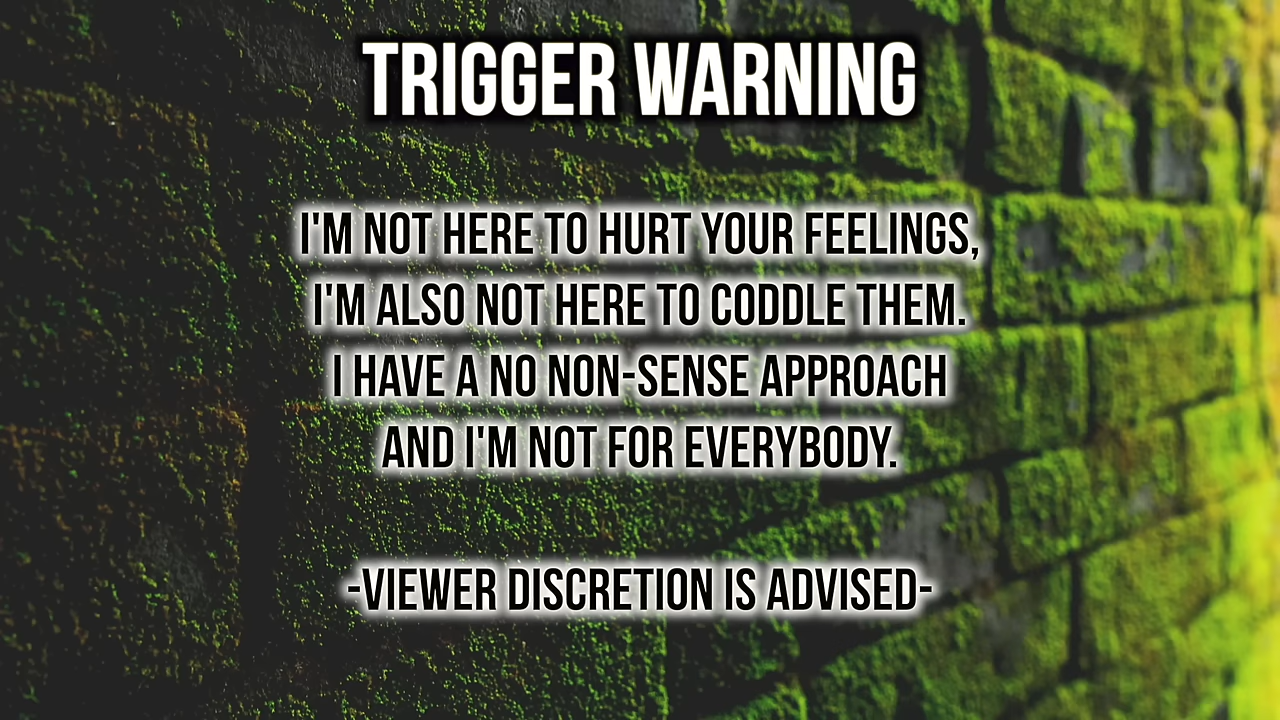 TRIGGER WARNING
I'M NOT HERE TO HURT YOUR FEELINGS,
I'M ALSO NOT HERE TO CODDLE THEM.
I HAVE A NO NON-SENSE APPROACH
AND I'M NOT FOR EVERYBODY.
-VIEWER DISCRETION IS ADVISED-